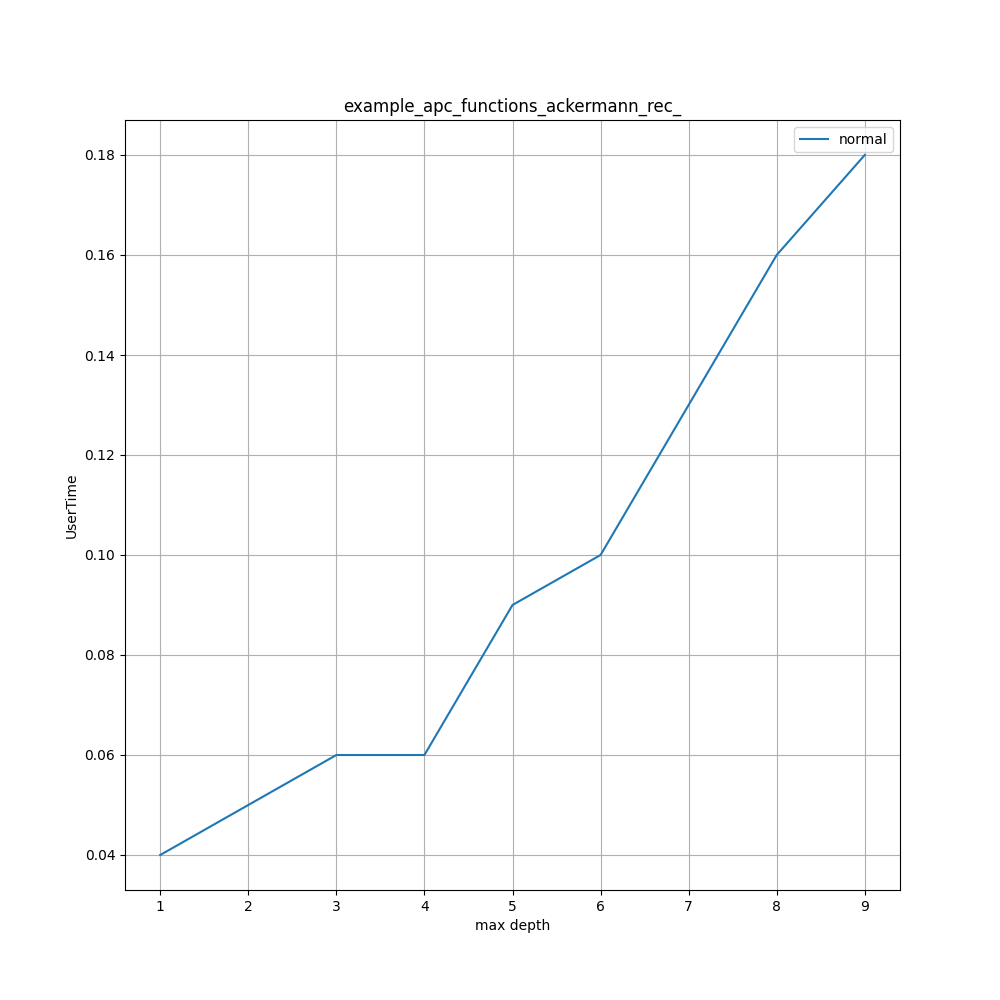 example_apc_functions_ackermann_rec_
normal
0.18
0.16
0.14
0.12
0.10
0.08
0.06
0.04
UserTime
1 2 3 4 5 6 7 8 9
max depth